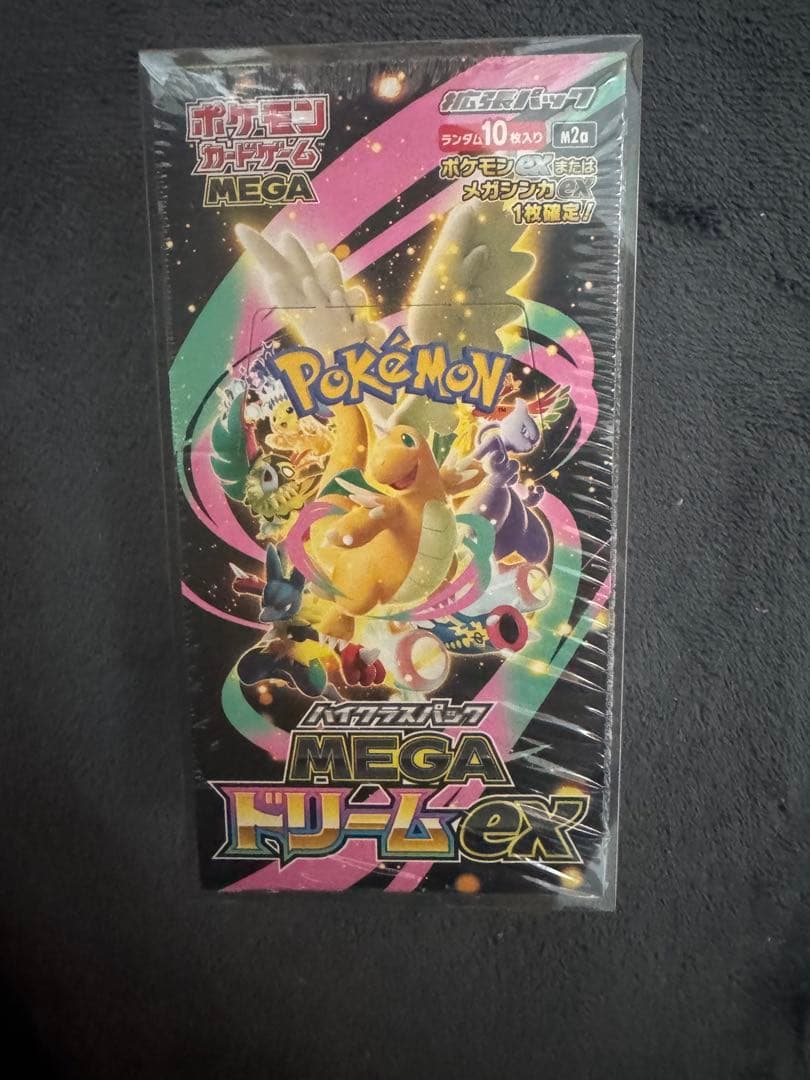 ポケモン
カードゲーム
MEGA
拡張パック
ランダム10枚入り M2a
ポケモンexまたは
メガシンカex
1枚確定!
POKÉMON
TM
ハイクラスパック
MEGA
ドリームex